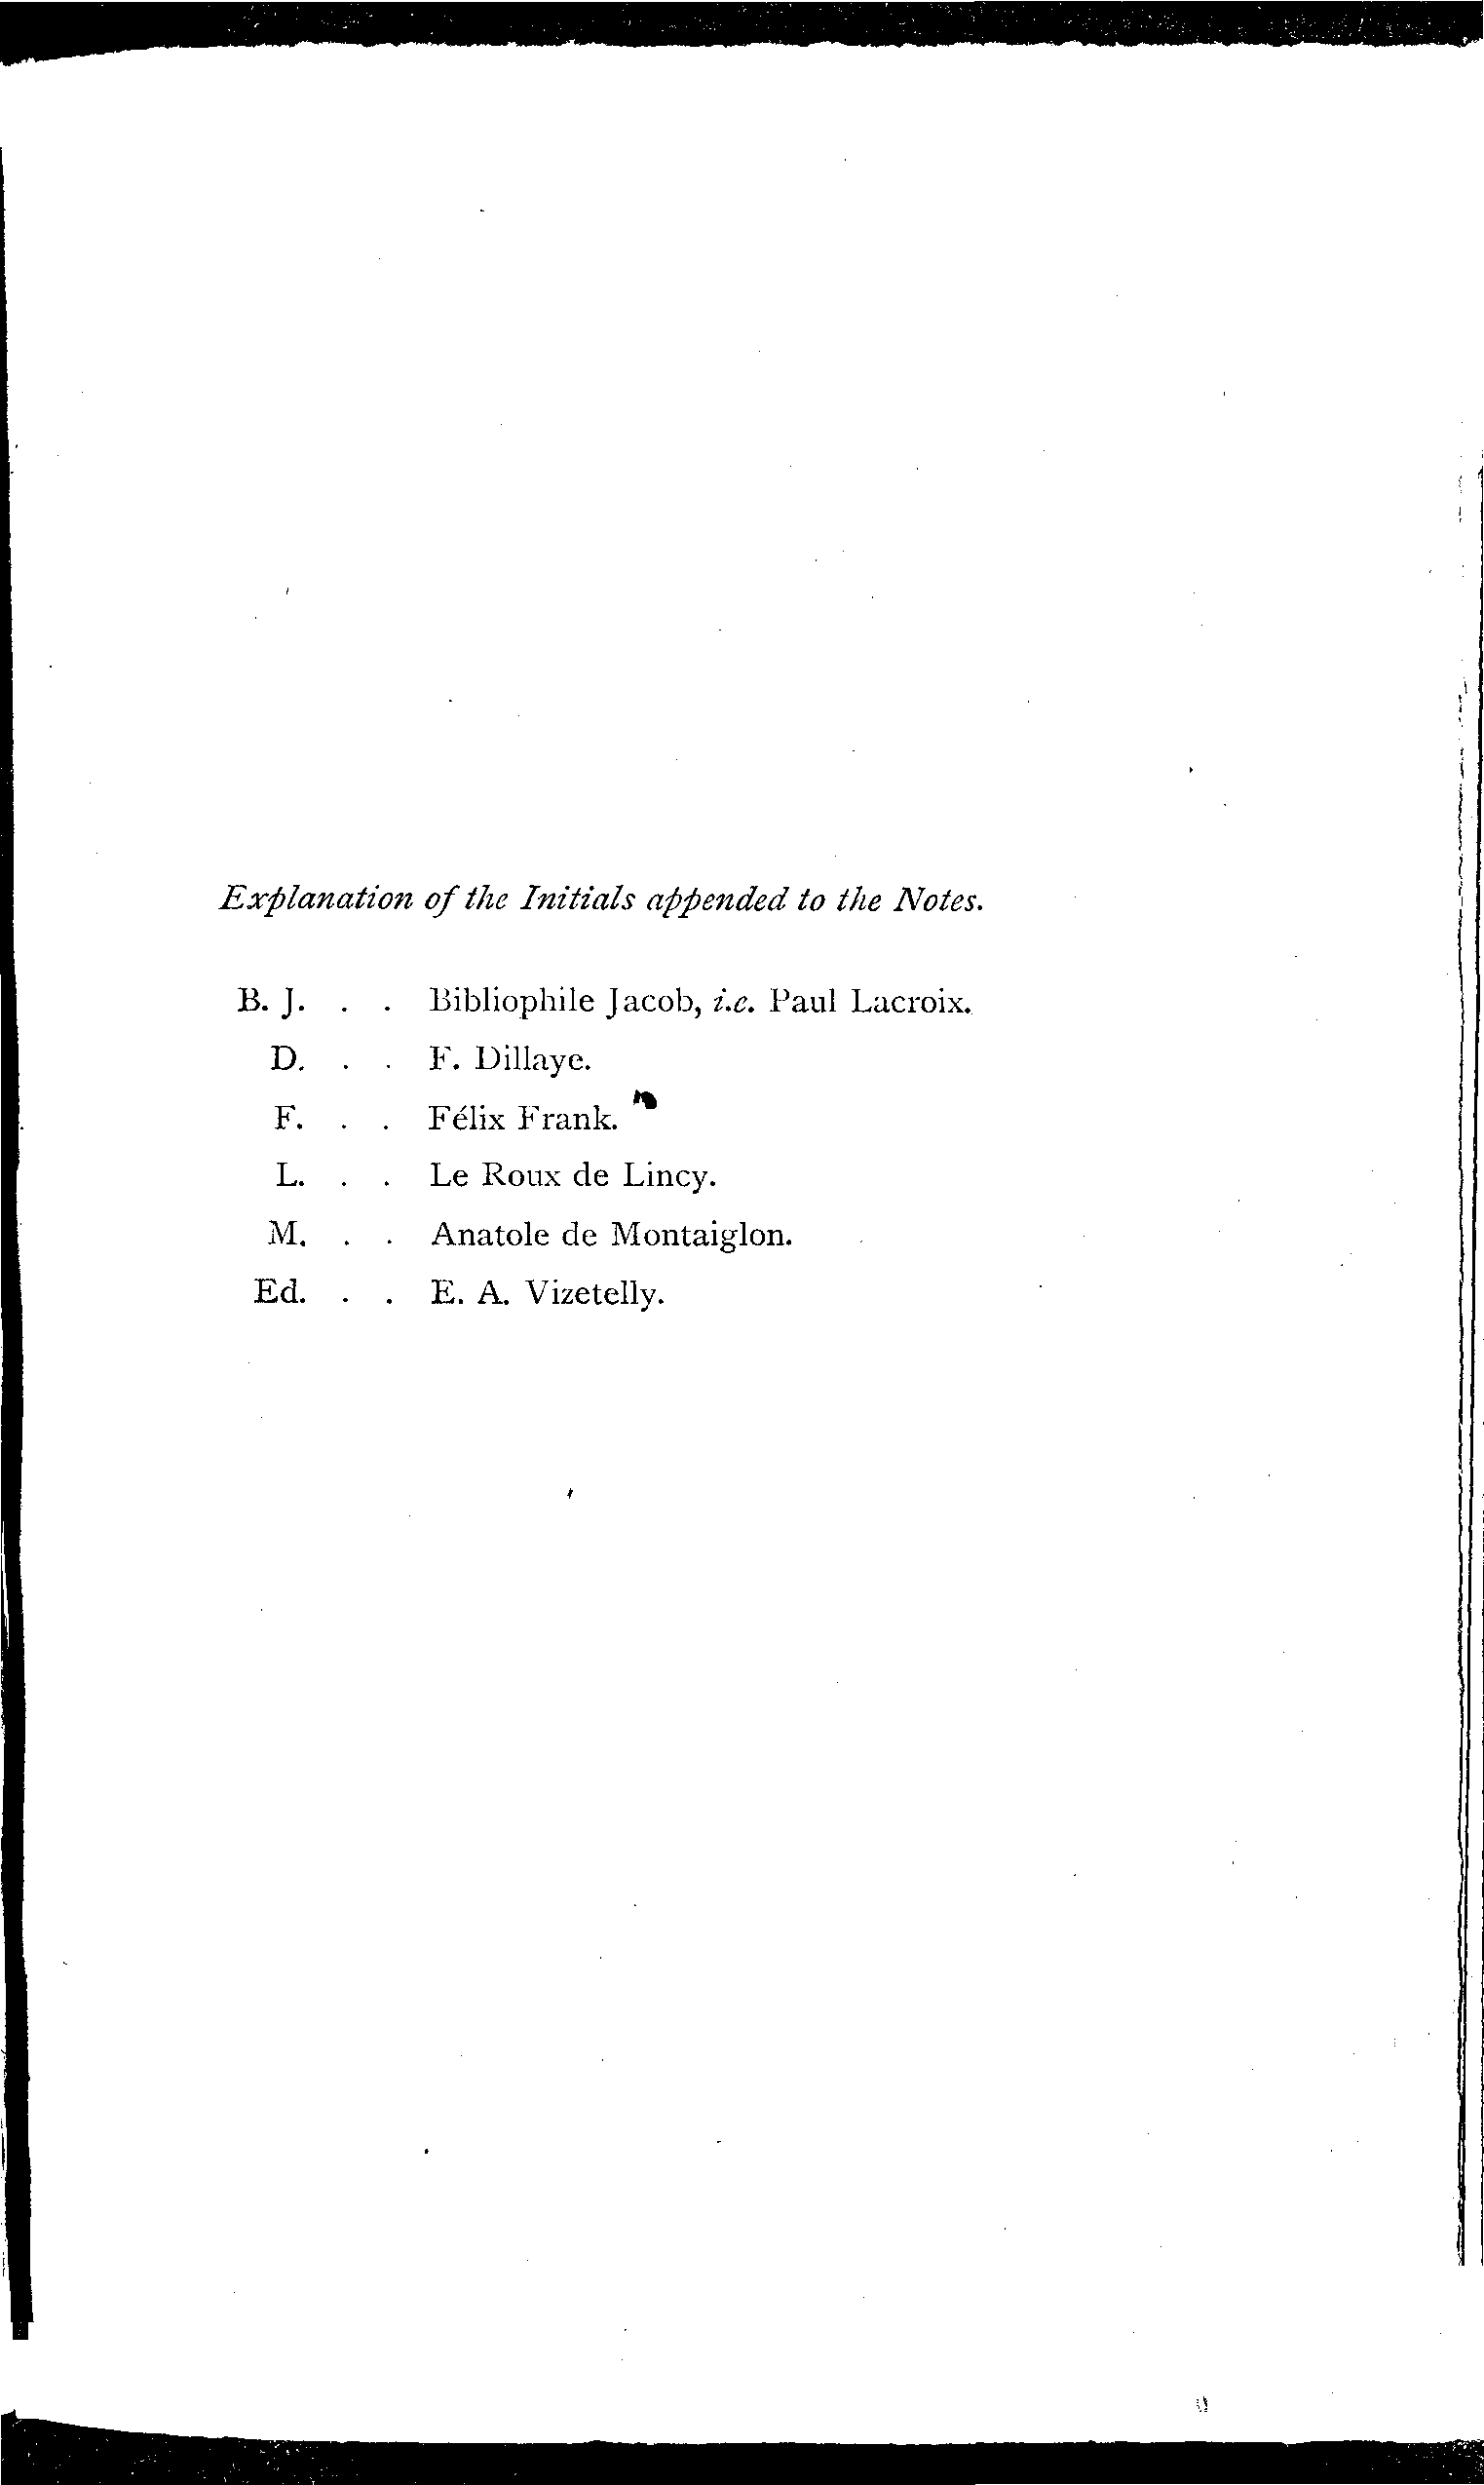 Explanation of the Initials appended to the Notes.
B. J. . . Bibliophile Jacob, i.e. Paul Lacroix.
D. . . F. Dillaye.
F. . . Félix Frank.
L. . . Le Roux de Lincy.
M. . . Anatole de Montaiglon.
Ed. . . E. A. Vizetelly.